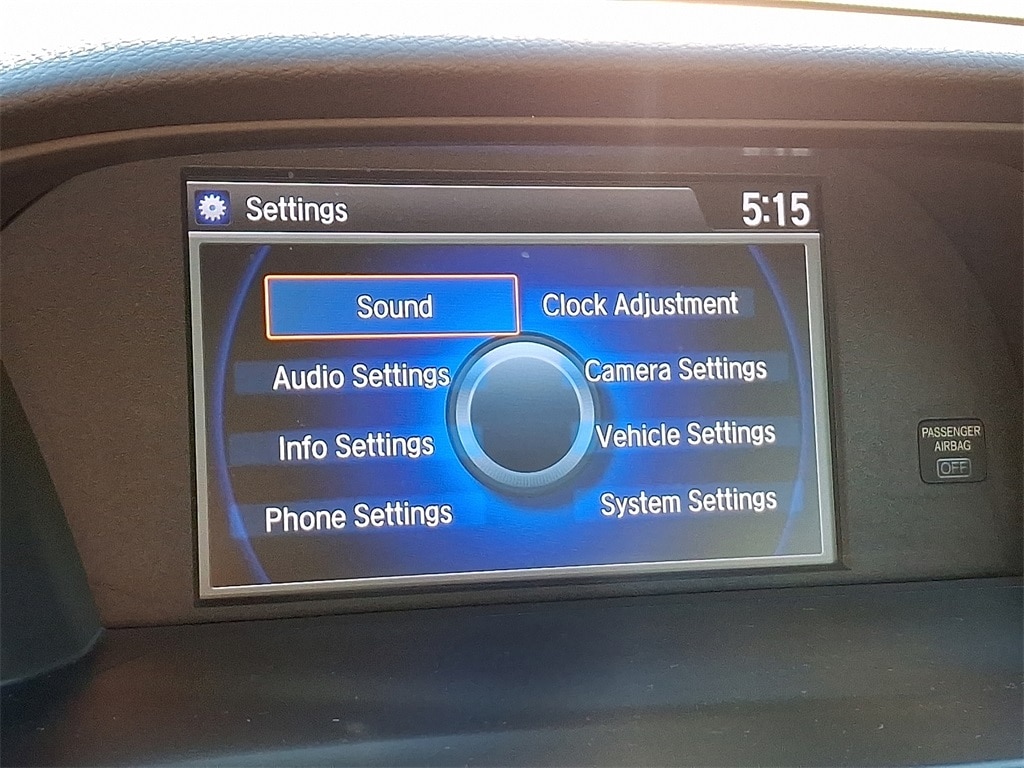 Settings
5:15
Sound
Clock Adjustment
Audio Settings
Camera Settings
Info Settings
Vehicle Settings
Phone Settings
System Settings
PASSENGER
AIRBAG
OFF